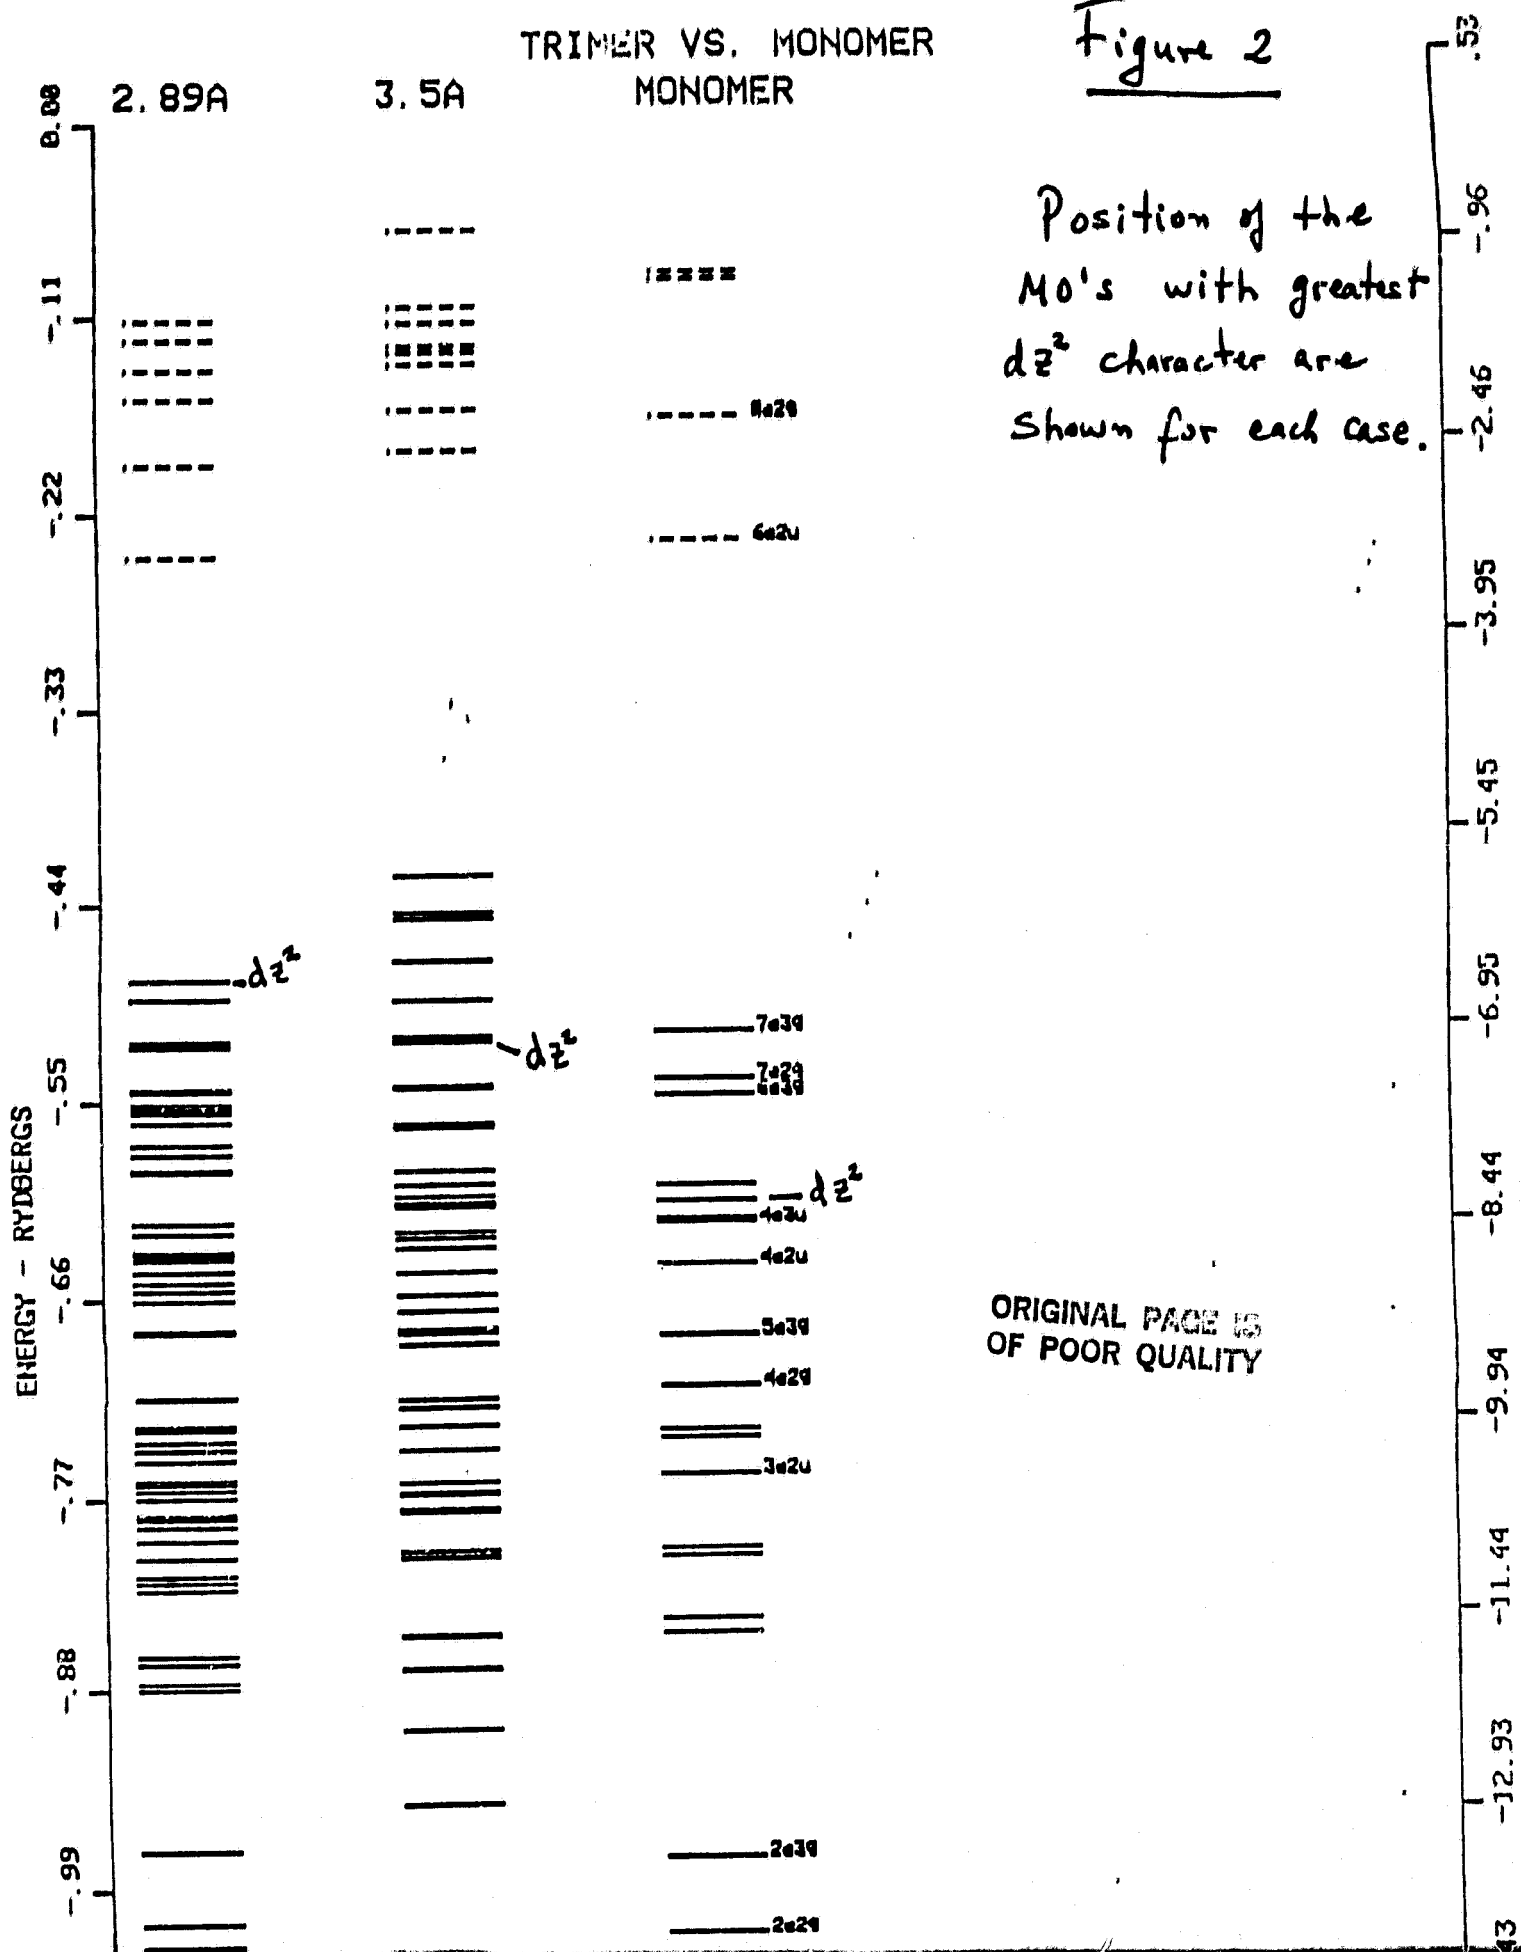 TRIMER VS. MONOMER
Figure 2
2.89A
3.5A
MONOMER
0.00
-.11
-.22
-.33
-.44
-.55
-.66
-.77
-.88
-.99
ENERGY - RYDBERGS
Position of the
MO's with greatest
dz² character are
Shown for each case.
6a2u
dz²
dz²
7a3g
7a2g
dz²
4a3u
4a2u
5a3g
4a2g
3a2u
2a3g
2a2g
ORIGINAL PAGE IS
OF POOR QUALITY
.53
-.96
-2.46
-3.95
-5.45
-6.95
-8.44
-9.94
-11.44
-12.93